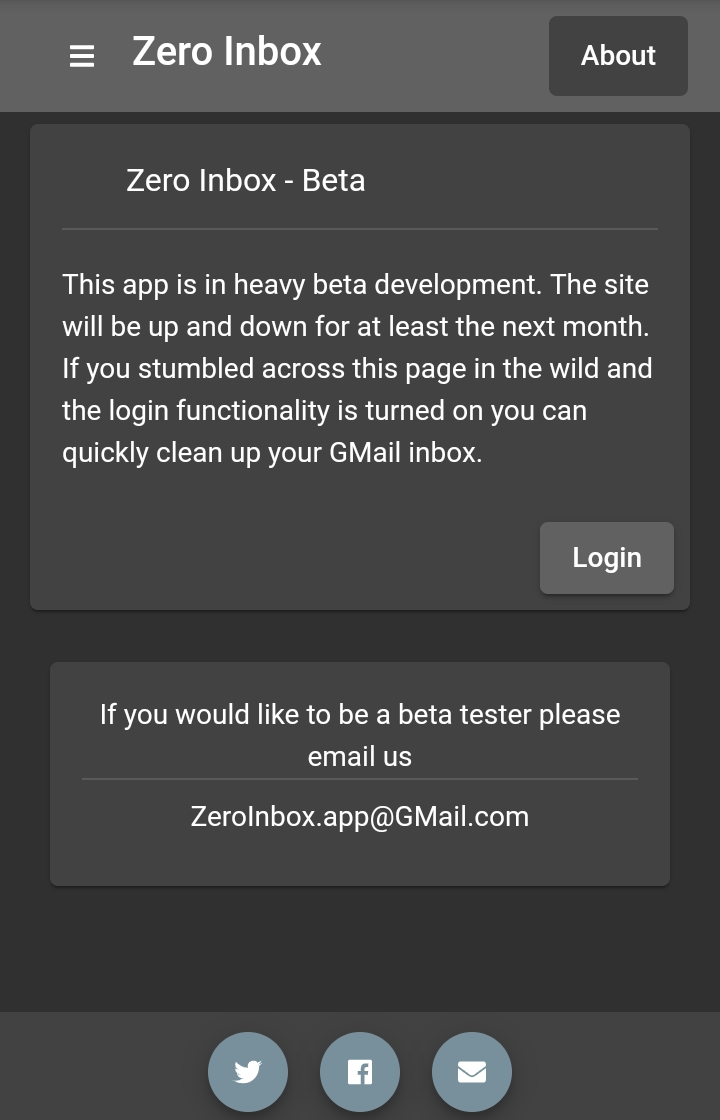 Zero Inbox
About
Zero Inbox - Beta
This app is in heavy beta development. The site
will be up and down for at least the next month.
If you stumbled across this page in the wild and
the login functionality is turned on you can
quickly clean up your GMail inbox.
Login
If you would like to be a beta tester please
email us
ZeroInbox.app@GMail.com